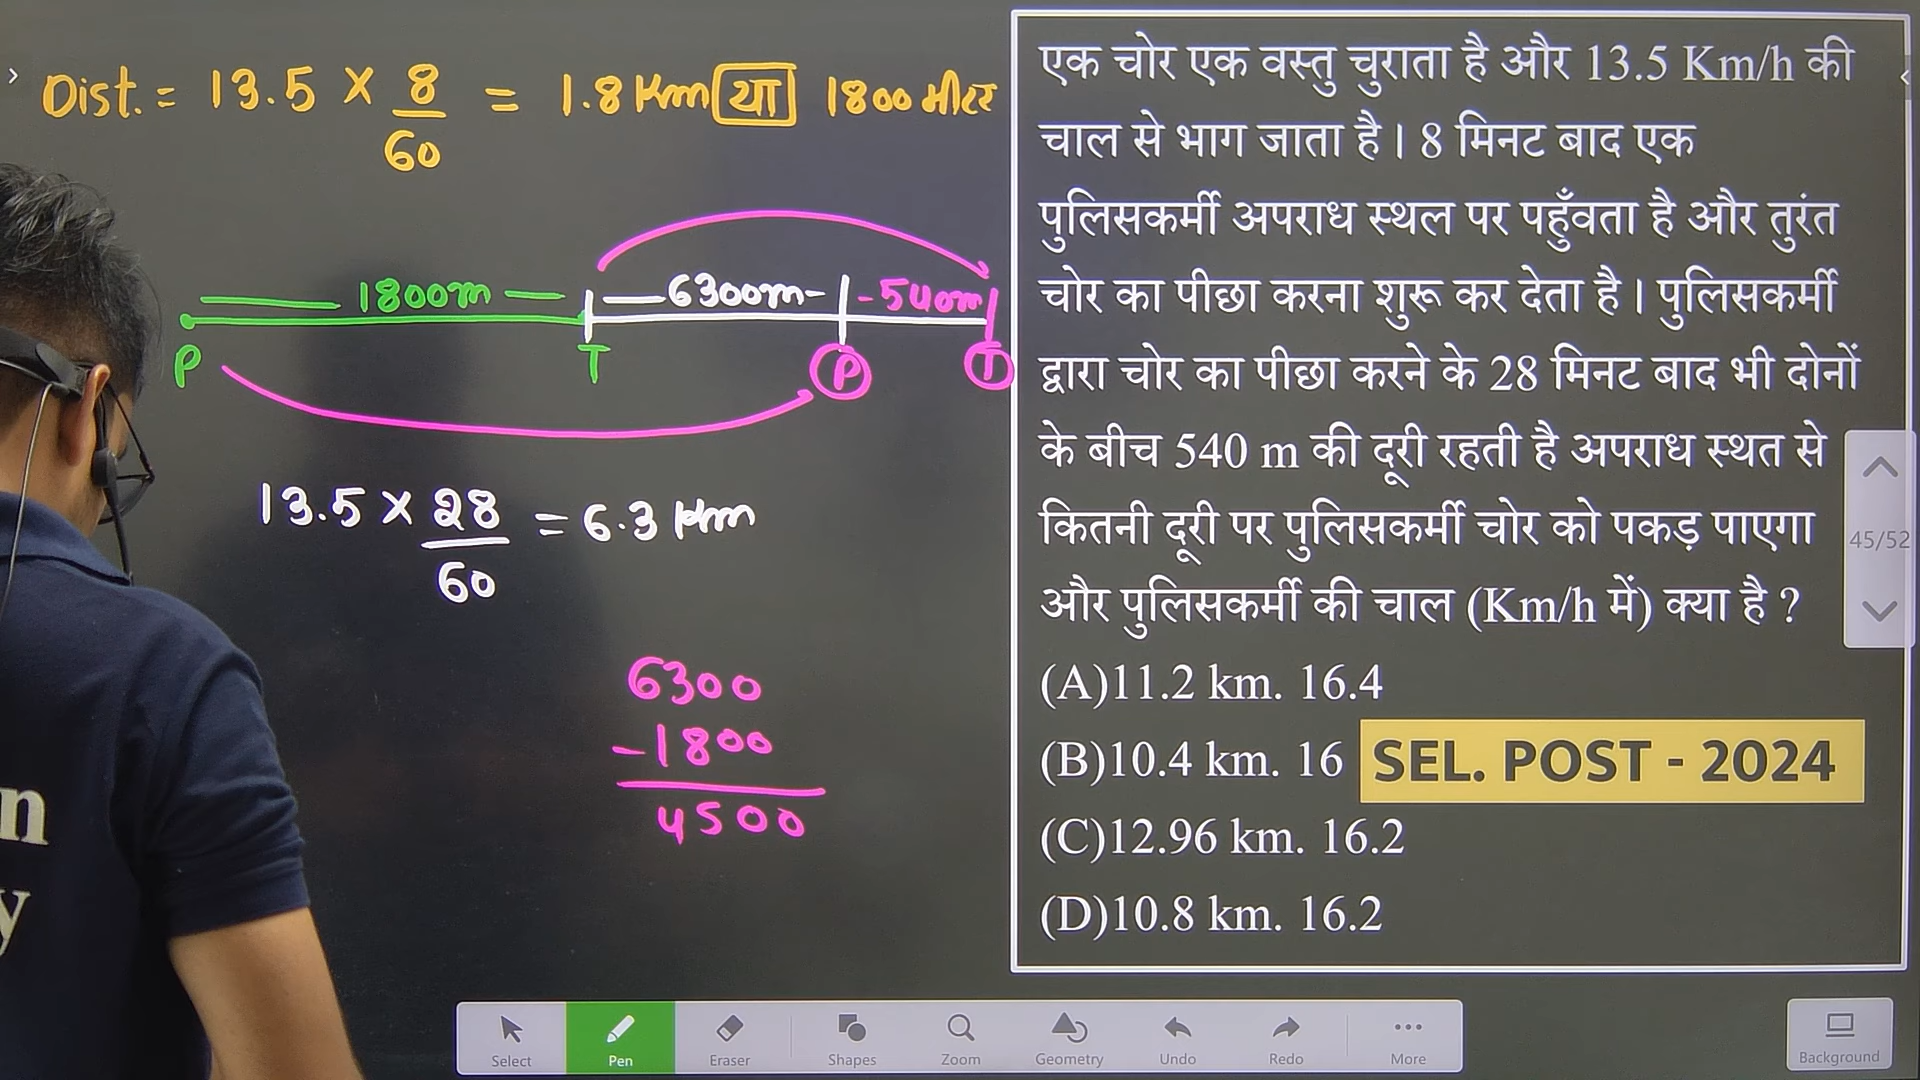 Dist. = 13.5 × 8/60 = 1.8 Km या 1800 मीटर
1800m 6300m 540m
P T P T
13.5 × 28/60 = 6.3 Km
6300
-1800
4500
एक चोर एक वस्तु चुराता है और 13.5 Km/h की
चाल से भाग जाता है। 8 मिनट बाद एक
पुलिसकर्मी अपराध स्थल पर पहुँवता है और तुरंत
चोर का पीछा करना शुरू कर देता है। पुलिसकर्मी
द्वारा चोर का पीछा करने के 28 मिनट बाद भी दोनों
के बीच 540 m की दूरी रहती है अपराध स्थत से
कितनी दूरी पर पुलिसकर्मी चोर को पकड़ पाएगा
और पुलिसकर्मी की चाल (Km/h में) क्या है ?
(A)11.2 km. 16.4
(B)10.4 km. 16
SEL. POST - 2024
(C)12.96 km. 16.2
(D)10.8 km. 16.2
45/52
n
y
Select Pen Eraser Shapes Zoom Geometry Undo Redo More
Background